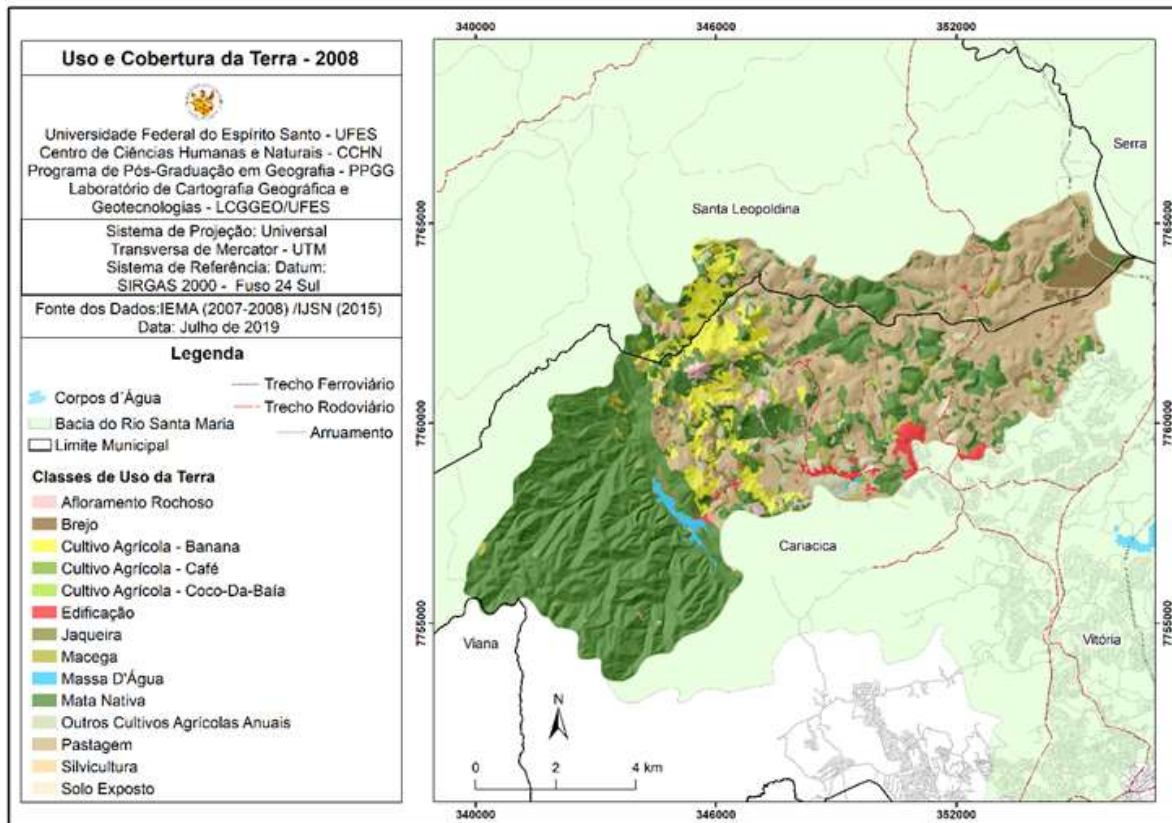 Uso e Cobertura da Terra - 2008
Universidade Federal do Espírito Santo - UFES
Centro de Ciências Humanas e Naturais - CCHN
Programa de Pós-Graduação em Geografia - PPGG
Laboratório de Cartografia Geográfica e
Geotecnologias - LCGGEO/UFES
Sistema de Projeção: Universal
Transversa de Mercator - UTM
Sistema de Referência: Datum:
SIRGAS 2000 - Fuso 24 Sul
Fonte dos Dados:IEMA (2007-2008) /IJSN (2015)
Data: Julho de 2019
Legenda
Corpos d´Água
Bacia do Rio Santa Maria
Limite Municipal
Trecho Ferroviário
Trecho Rodoviário
Arruamento
Classes de Uso da Terra
Afloramento Rochoso
Brejo
Cultivo Agrícola - Banana
Cultivo Agrícola - Café
Cultivo Agrícola - Coco-Da-Baía
Edificação
Jaqueira
Macega
Massa D'Água
Mata Nativa
Outros Cultivos Agrícolas Anuais
Pastagem
Silvicultura
Solo Exposto
340000
346000
352000
Serra
Santa Leopoldina
7765000
7765000
7760000
7760000
Cariacica
7755000
7755000
Viana
Vitória
N
0
2
4 km
340000
346000
352000